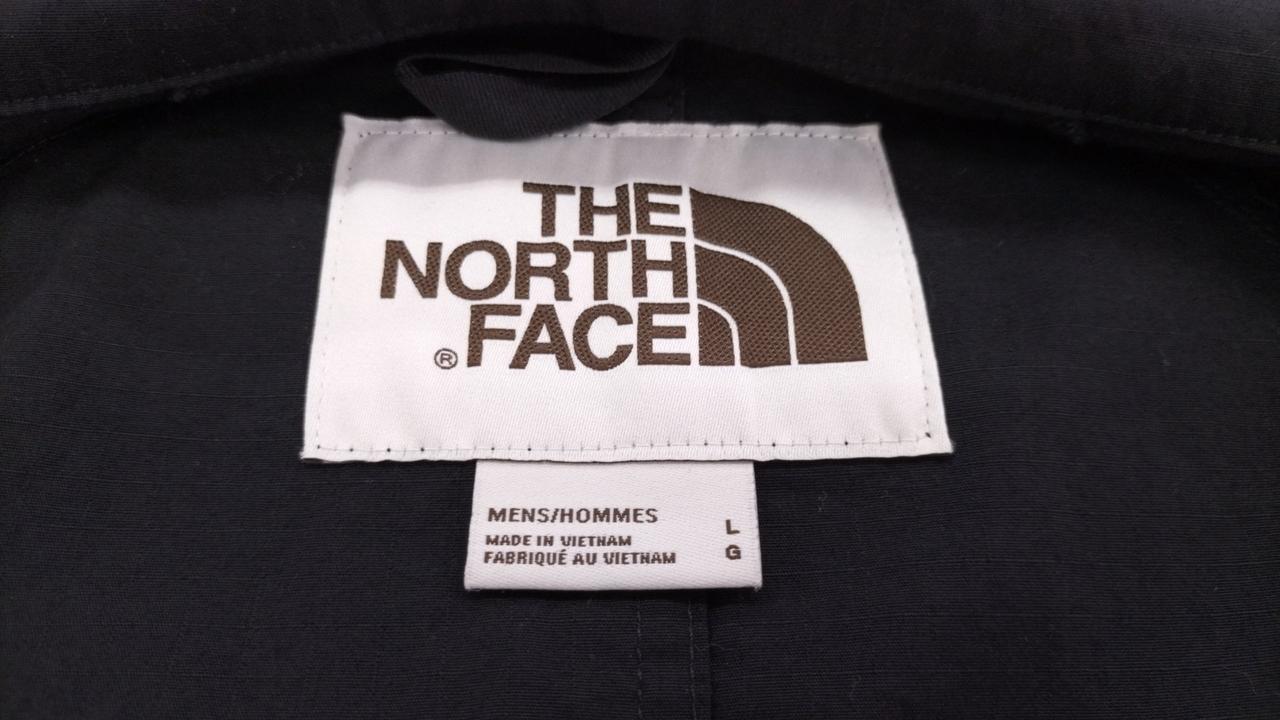 THE
NORTH
FACE
®
MENS/HOMMES
MADE IN VIETNAM
FABRIQUÉ AU VIETNAM
L
G